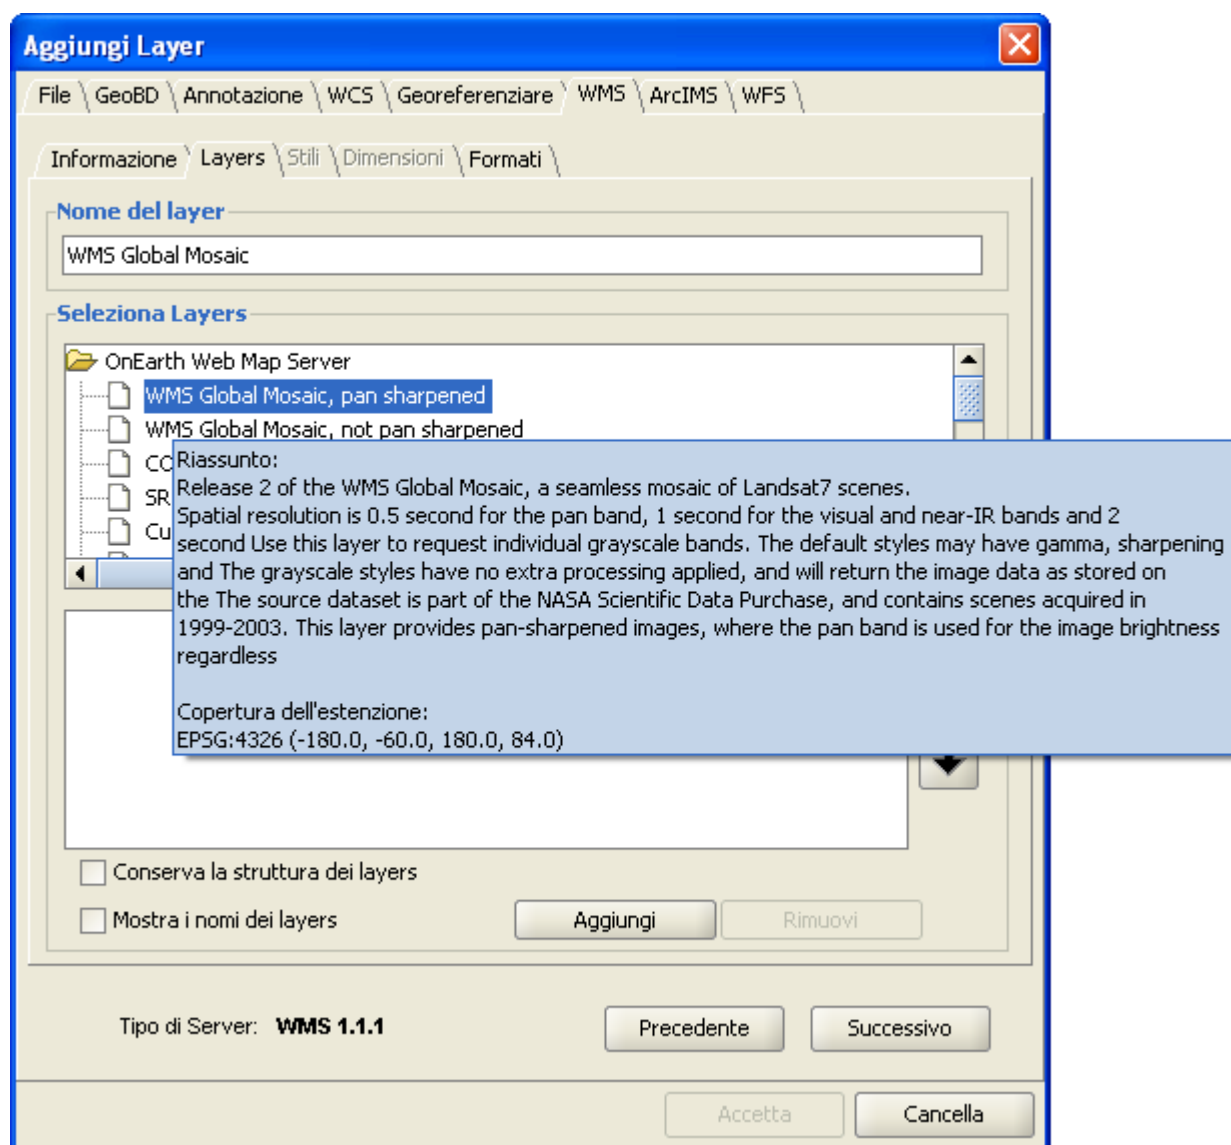 Aggiungi Layer
File GeoBD Annotazione WCS Georeferenziare WMS ArcIMS WFS
Informazione Layers Stili Dimensioni Formati
Nome del layer
WMS Global Mosaic
Seleziona Layers
OnEarth Web Map Server
WMS Global Mosaic, pan sharpened
WMS Global Mosaic, not pan sharpened
CO
SR
Cu
Riassunto:
Release 2 of the WMS Global Mosaic, a seamless mosaic of Landsat7 scenes.
Spatial resolution is 0.5 second for the pan band, 1 second for the visual and near-IR bands and 2
second Use this layer to request individual grayscale bands. The default styles may have gamma, sharpening
and The grayscale styles have no extra processing applied, and will return the image data as stored on
the The source dataset is part of the NASA Scientific Data Purchase, and contains scenes acquired in
1999-2003. This layer provides pan-sharpened images, where the pan band is used for the image brightness
regardless
Copertura dell'estenzione:
EPSG:4326 (-180.0, -60.0, 180.0, 84.0)
Conserva la struttura dei layers
Mostra i nomi dei layers
Aggiungi Rimuovi
Tipo di Server: WMS 1.1.1
Precedente Successivo
Accetta Cancella